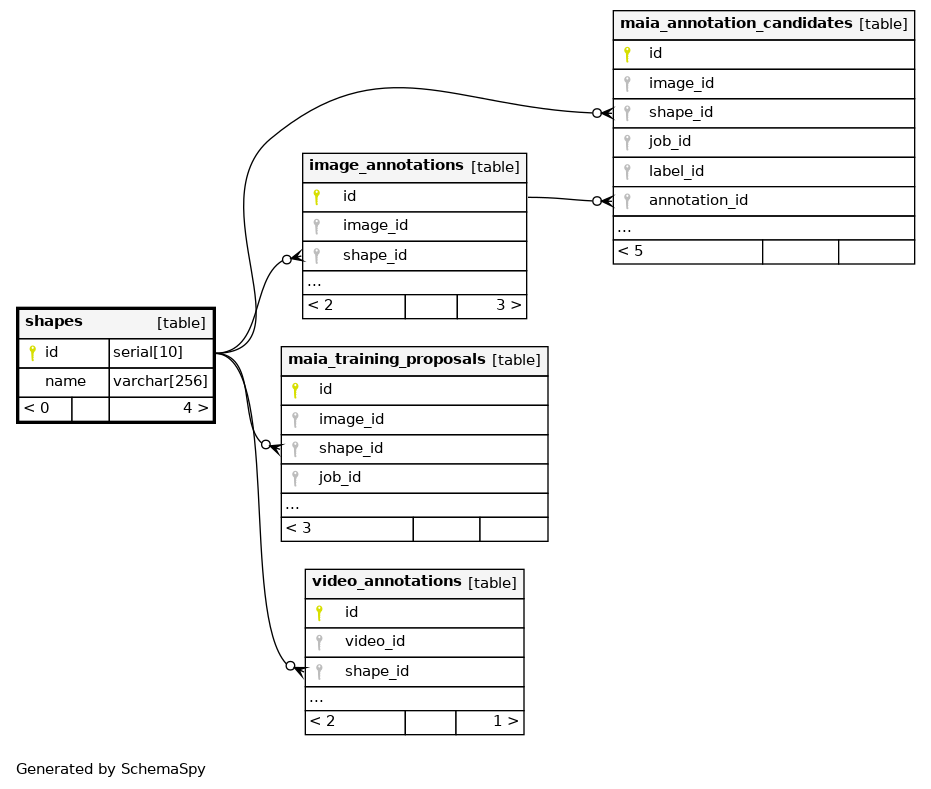 maia_annotation_candidates [table]
id
image_id
shape_id
job_id
label_id
annotation_id
...
< 5
image_annotations [table]
id
image_id
shape_id
...
< 2 3 >
shapes [table]
id serial[10]
name varchar[256]
< 0 4 >
maia_training_proposals [table]
id
image_id
shape_id
job_id
...
< 3
video_annotations [table]
id
video_id
shape_id
...
< 2 1 >
Generated by SchemaSpy